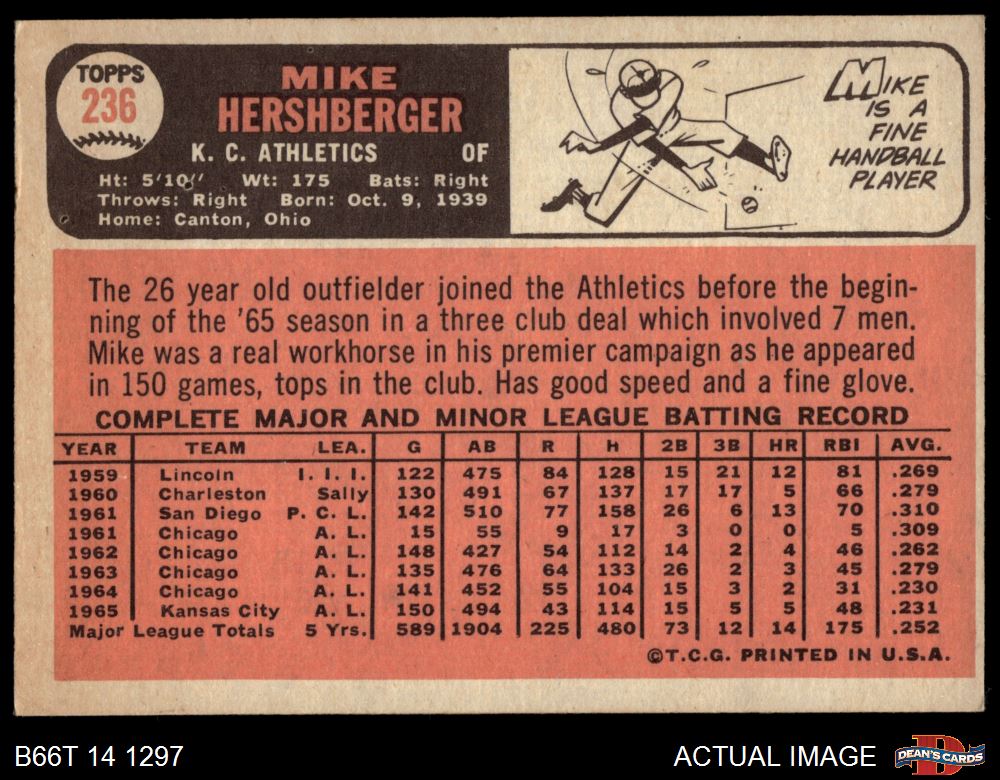 TOPPS
236
MIKE
HERSHBERGER
K. C. ATHLETICS OF
Ht: 5'10" Wt: 175 Bats: Right
Throws: Right Born: Oct. 9, 1939
Home: Canton, Ohio
MIKE
IS A
FINE
HANDBALL
PLAYER
The 26 year old outfielder joined the Athletics before the begin-
ning of the '65 season in a three club deal which involved 7 men.
Mike was a real workhorse in his premier campaign as he appeared
in 150 games, tops in the club. Has good speed and a fine glove.
COMPLETE MAJOR AND MINOR LEAGUE BATTING RECORD
YEAR TEAM LEA. G AB R H 2B 3B HR RBI AVG.
1959 Lincoln I. I. I. 122 475 84 128 15 21 12 81 .269
1960 Charleston Sally 130 491 67 137 17 17 5 66 .279
1961 San Diego P. C. L. 142 510 77 158 26 6 13 70 .310
1961 Chicago A. L. 15 55 9 17 3 0 0 5 .309
1962 Chicago A. L. 148 427 54 112 14 2 4 46 .262
1963 Chicago A. L. 135 476 64 133 26 2 3 45 .279
1964 Chicago A. L. 141 452 55 104 15 3 2 31 .230
1965 Kansas City A. L. 150 494 43 114 15 5 5 48 .231
Major League Totals 5 Yrs. 589 1904 225 480 73 12 14 175 .252
©T.C.G. PRINTED IN U.S.A.
B66T 14 1297 ACTUAL IMAGE
D
DEAN'S CARDS